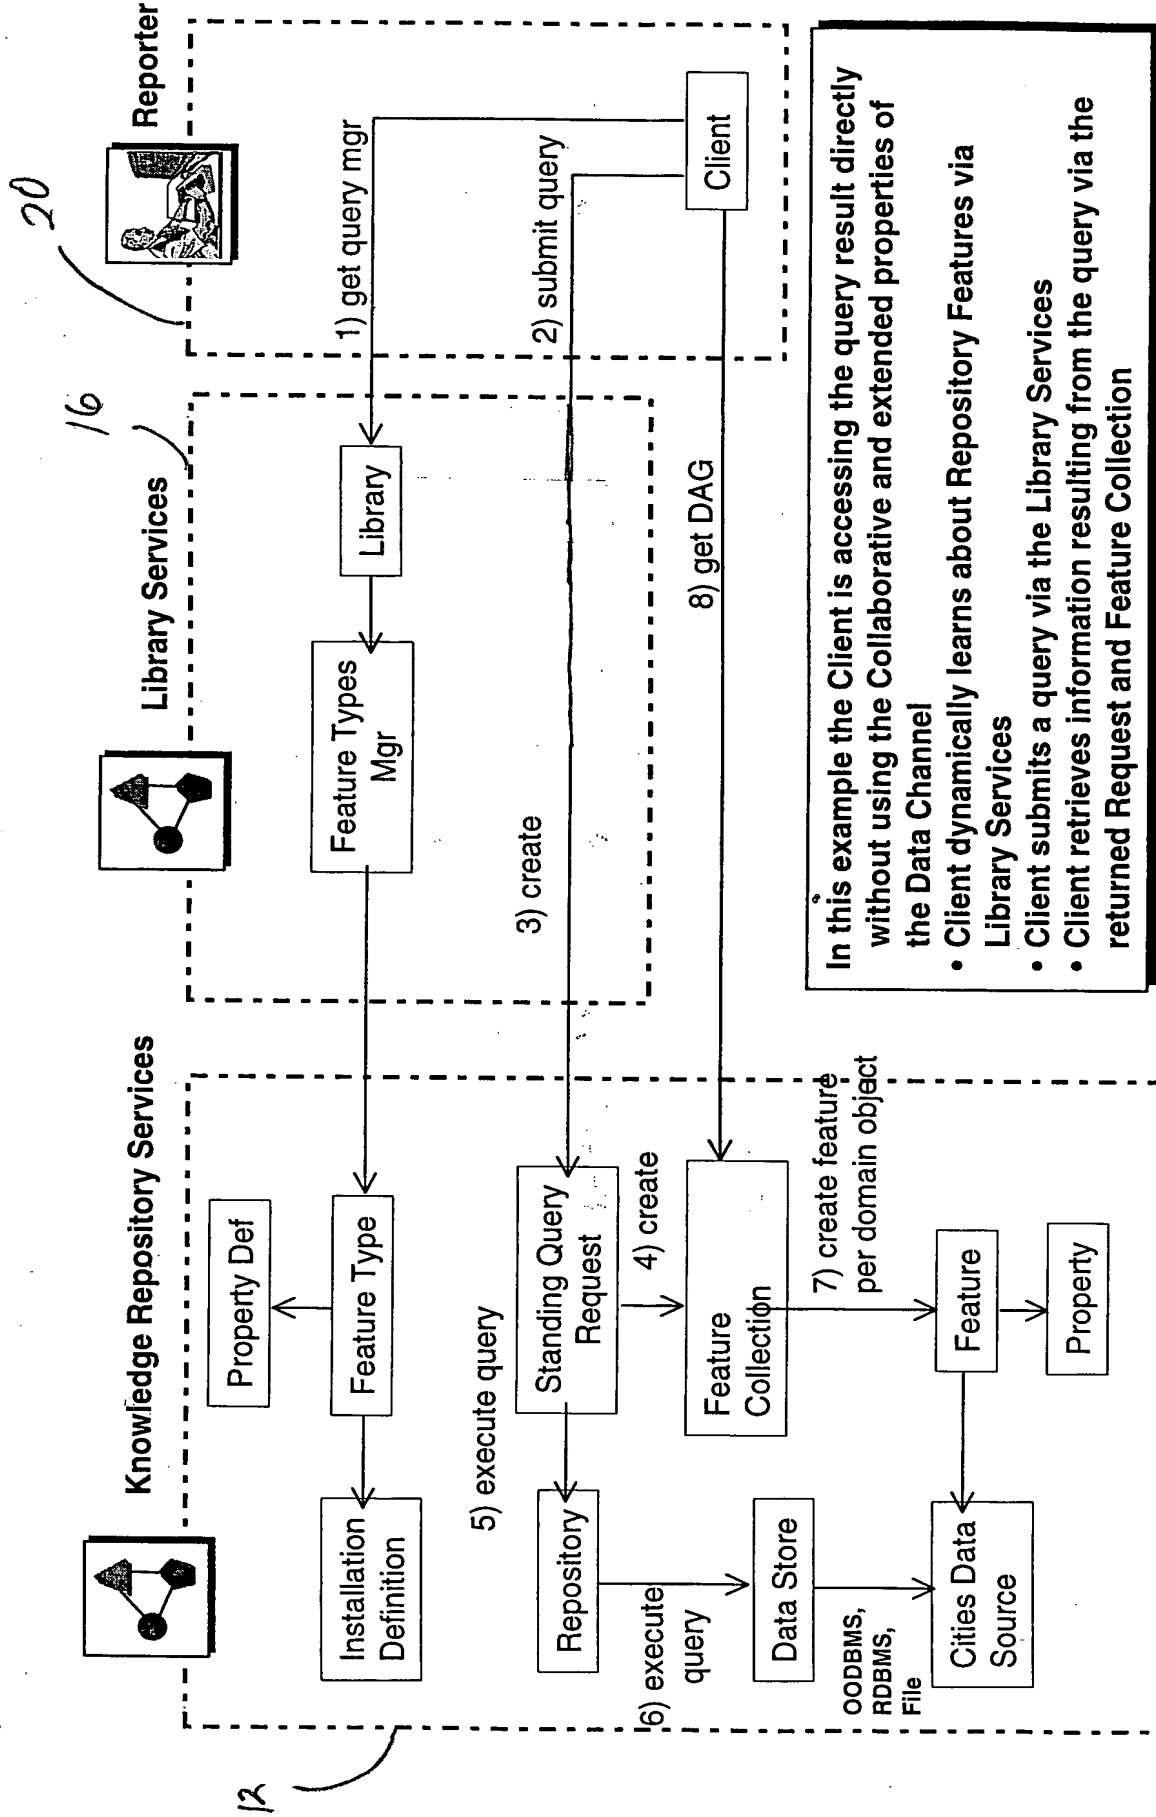 12
Knowledge Repository Services
16
Library Services
20
Reporter
Property Def
Feature Type
Installation
Definition
Feature Types
Mgr
Library
1) get query mgr
5) execute query
Standing Query
Request
3) create
2) submit query
Repository
4) create
Client
6) execute
query
Feature
Collection
8) get DAG
Data Store
7) create feature
per domain object
OODBMS,
RDBMS,
File
Cities Data
Source
Feature
Property
In this example the Client is accessing the query result directly
without using the Collaborative and extended properties of
the Data Channel
• Client dynamically learns about Repository Features via
Library Services
• Client submits a query via the Library Services
• Client retrieves information resulting from the query via the
returned Request and Feature Collection